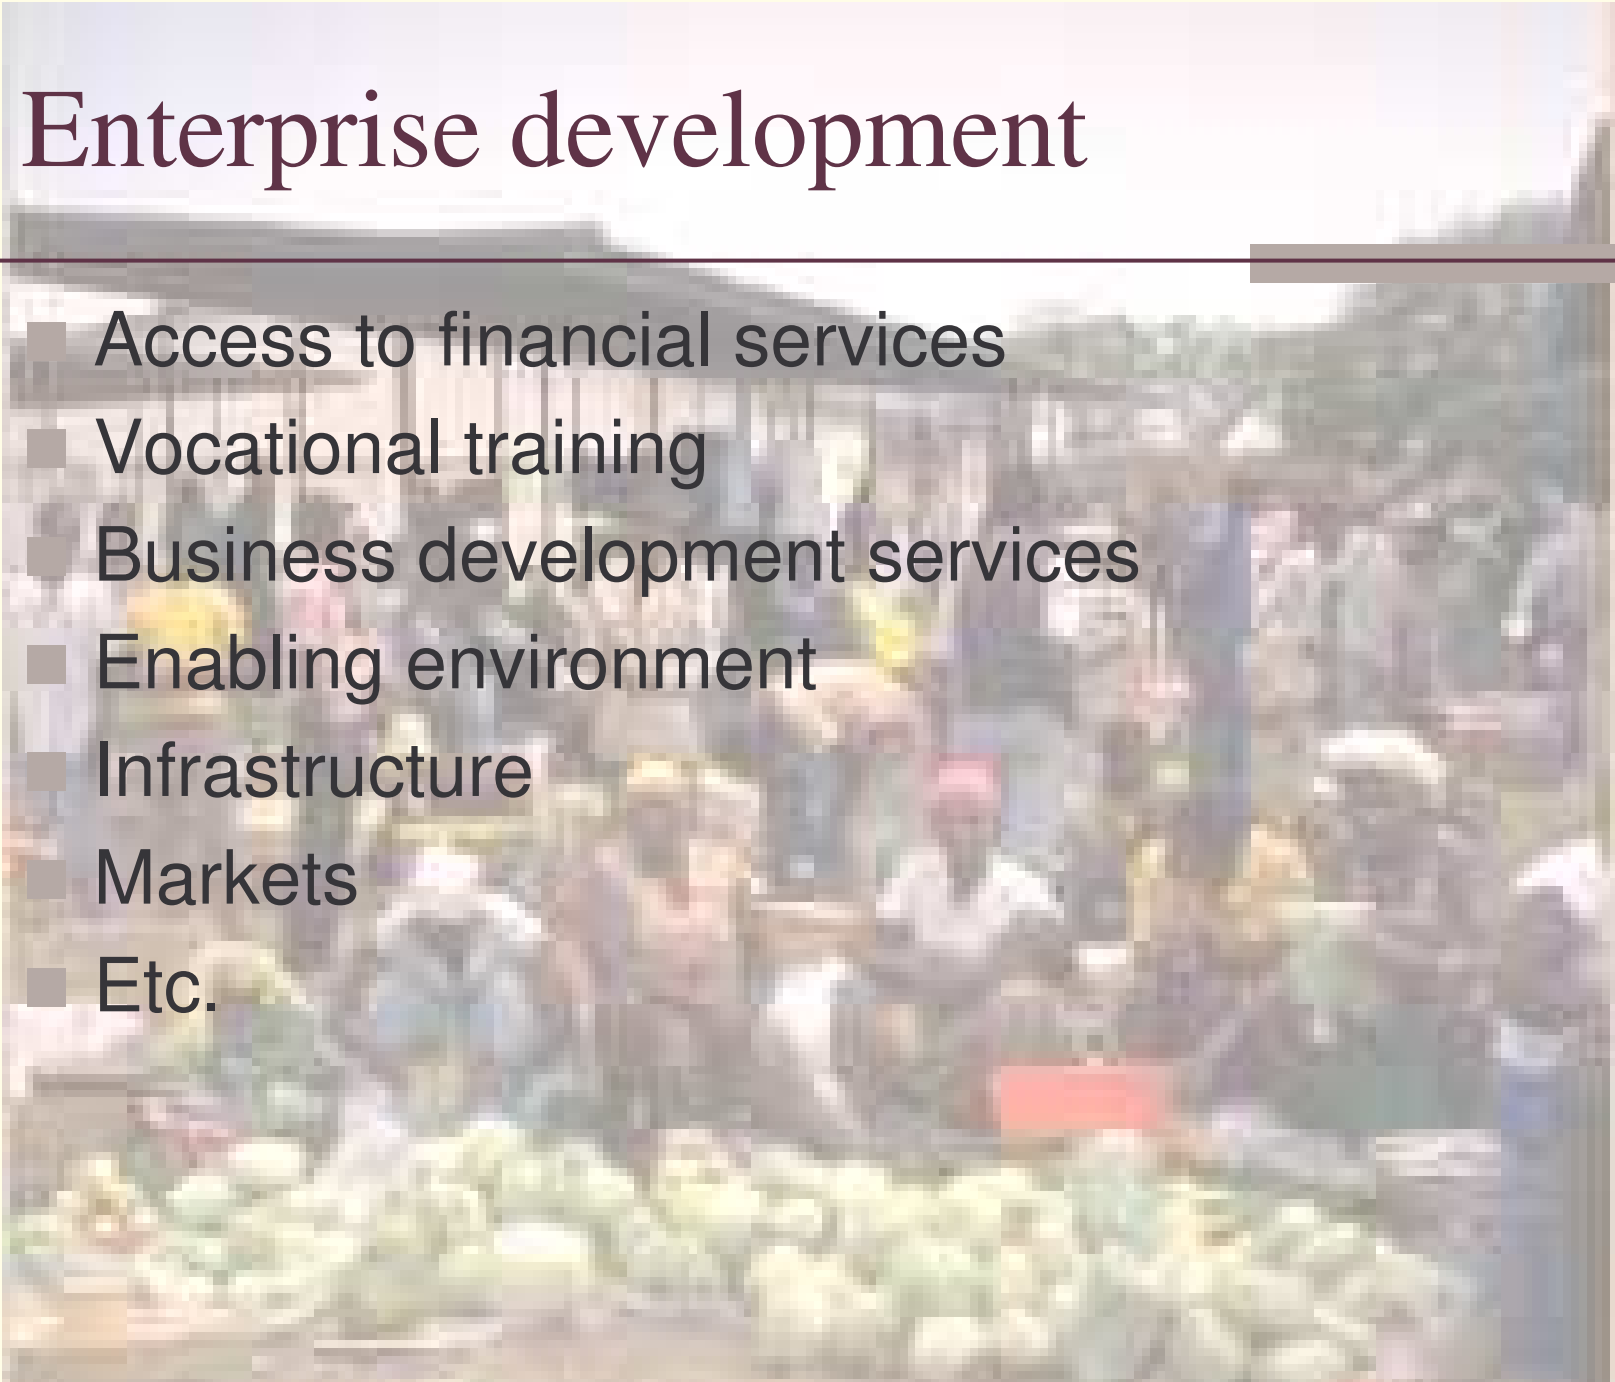 Enterprise development
Access to financial services
Vocational training
Business development services
Enabling environment
Infrastructure
Markets
Etc.